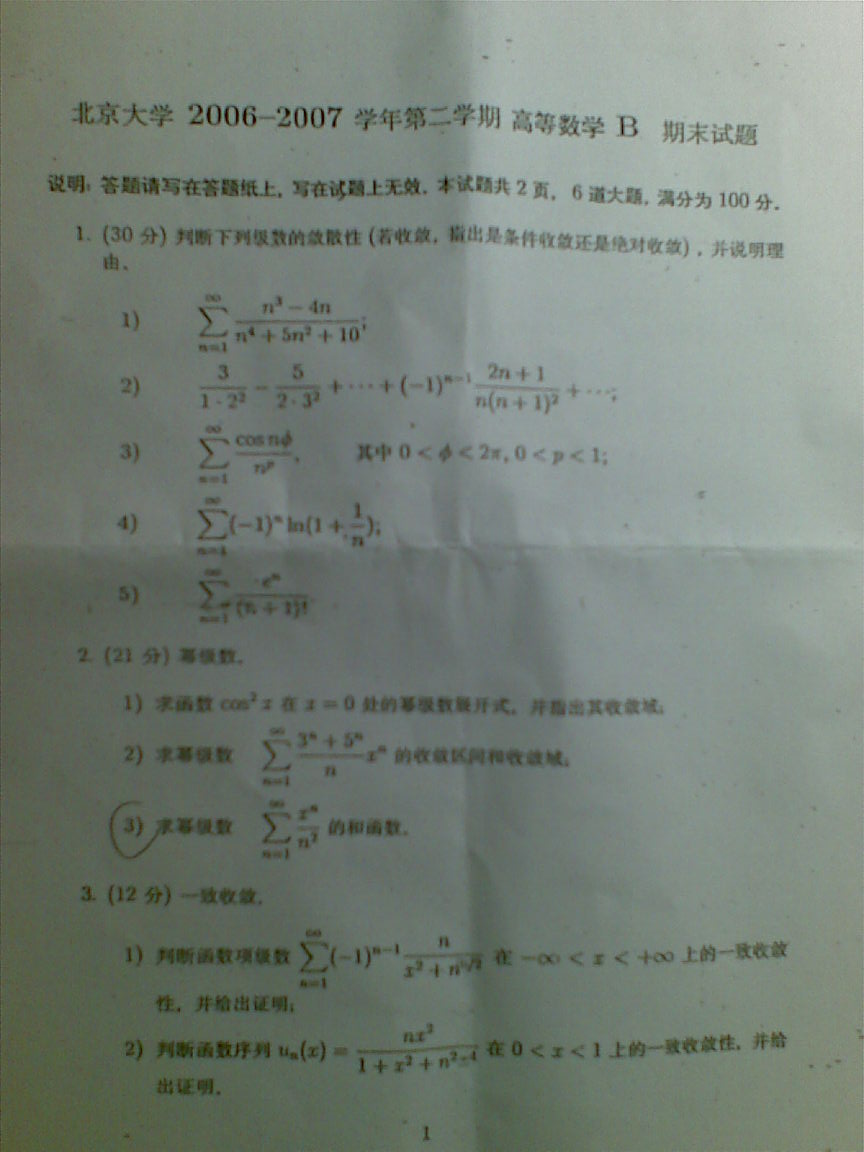 北京大学 2006–2007 学年第二学期 高等数学 B 期末试题
说明: 答题请写在答题纸上, 写在试题上无效. 本试题共 2 页, 6 道大题, 满分为 100 分.
1. (30 分) 判断下列级数的敛散性 (若收敛, 指出是条件收敛还是绝对收敛), 并说明理
由.
1) \sum_{n=1}^{\infty} \frac{n^3 - 4n}{n^4 + 5n^2 + 10};
2) \frac{3}{1 \cdot 2^2} - \frac{5}{2 \cdot 3^2} + \cdots + (-1)^{n-1} \frac{2n+1}{n(n+1)^2} + \cdots;
3) \sum_{n=1}^{\infty} \frac{\cos n\phi}{n^p}, 其中 0 < \phi < 2\pi, 0 < p < 1;
4) \sum_{n=1}^{\infty} (-1)^n \ln(1 + \frac{1}{n});
5) \sum_{n=1}^{\infty} \frac{e^n}{(n+1)!}
2. (21 分) 幂级数.
1) 求函数 \cos^2 x 在 x = 0 处的幂级数展开式, 并指出其收敛域;
2) 求幂级数 \sum_{n=1}^{\infty} \frac{3^n + 5^n}{n} x^n 的收敛区间和收敛域;
3) 求幂级数 \sum_{n=1}^{\infty} \frac{x^n}{n^2} 的和函数.
3. (12 分) 一致收敛.
1) 判断函数项级数 \sum_{n=1}^{\infty} (-1)^{n-1} \frac{n}{x^2 + n^{3/2}} 在 -\infty < x < +\infty 上的一致收敛
性, 并给出证明;
2) 判断函数序列 u_n(x) = \frac{nx^2}{1 + x^2 + n^2} 在 0 < x < 1 上的一致收敛性, 并给
出证明.
1